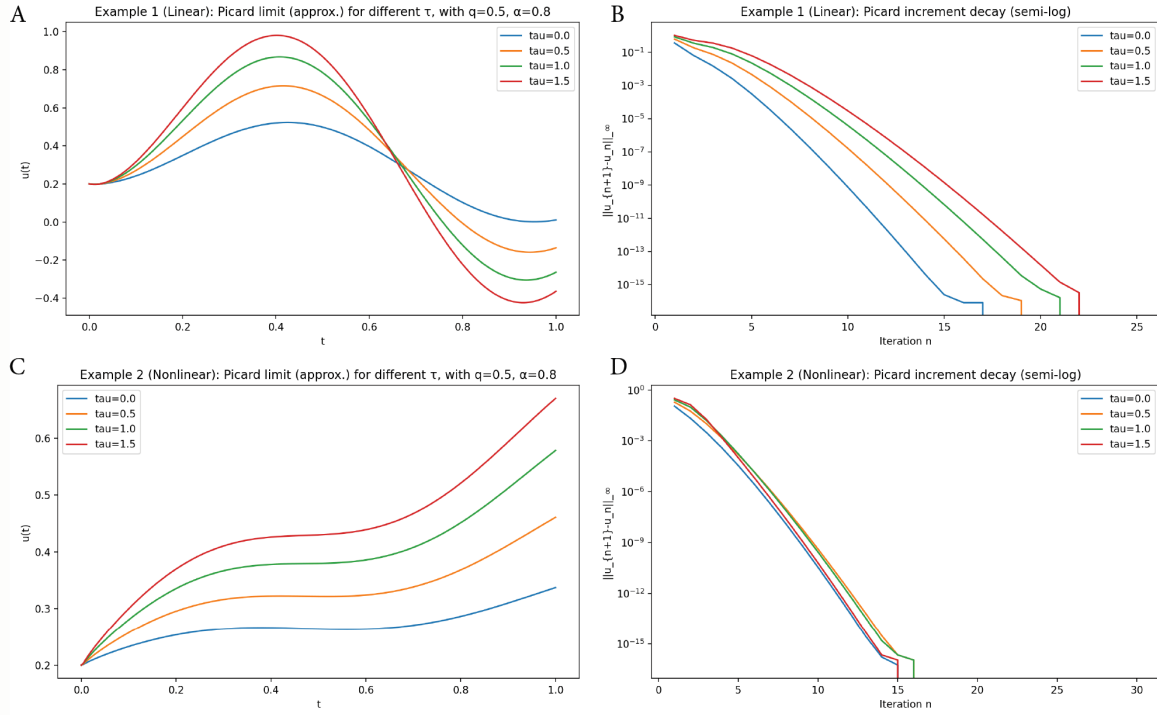 A
Example 1 (Linear): Picard limit (approx.) for different τ, with q=0.5, α=0.8
1.0
0.8
0.6
0.4
0.2
0.0
−0.2
−0.4
u(t)
0.0 0.2 0.4 0.6 0.8 1.0
t
tau=0.0
tau=0.5
tau=1.0
tau=1.5
B
Example 1 (Linear): Picard increment decay (semi-log)
10⁻¹
10⁻³
10⁻⁵
10⁻⁷
10⁻⁹
10⁻¹¹
10⁻¹³
10⁻¹⁵
||u_{n+1}-u_n||_∞
0 5 10 15 20 25
Iteration n
tau=0.0
tau=0.5
tau=1.0
tau=1.5
C
Example 2 (Nonlinear): Picard limit (approx.) for different τ, with q=0.5, α=0.8
0.6
0.5
0.4
0.3
0.2
u(t)
0.0 0.2 0.4 0.6 0.8 1.0
t
tau=0.0
tau=0.5
tau=1.0
tau=1.5
D
Example 2 (Nonlinear): Picard increment decay (semi-log)
10⁰
10⁻³
10⁻⁶
10⁻⁹
10⁻¹²
10⁻¹⁵
||u_{n+1}-u_n||_∞
0 5 10 15 20 25 30
Iteration n
tau=0.0
tau=0.5
tau=1.0
tau=1.5